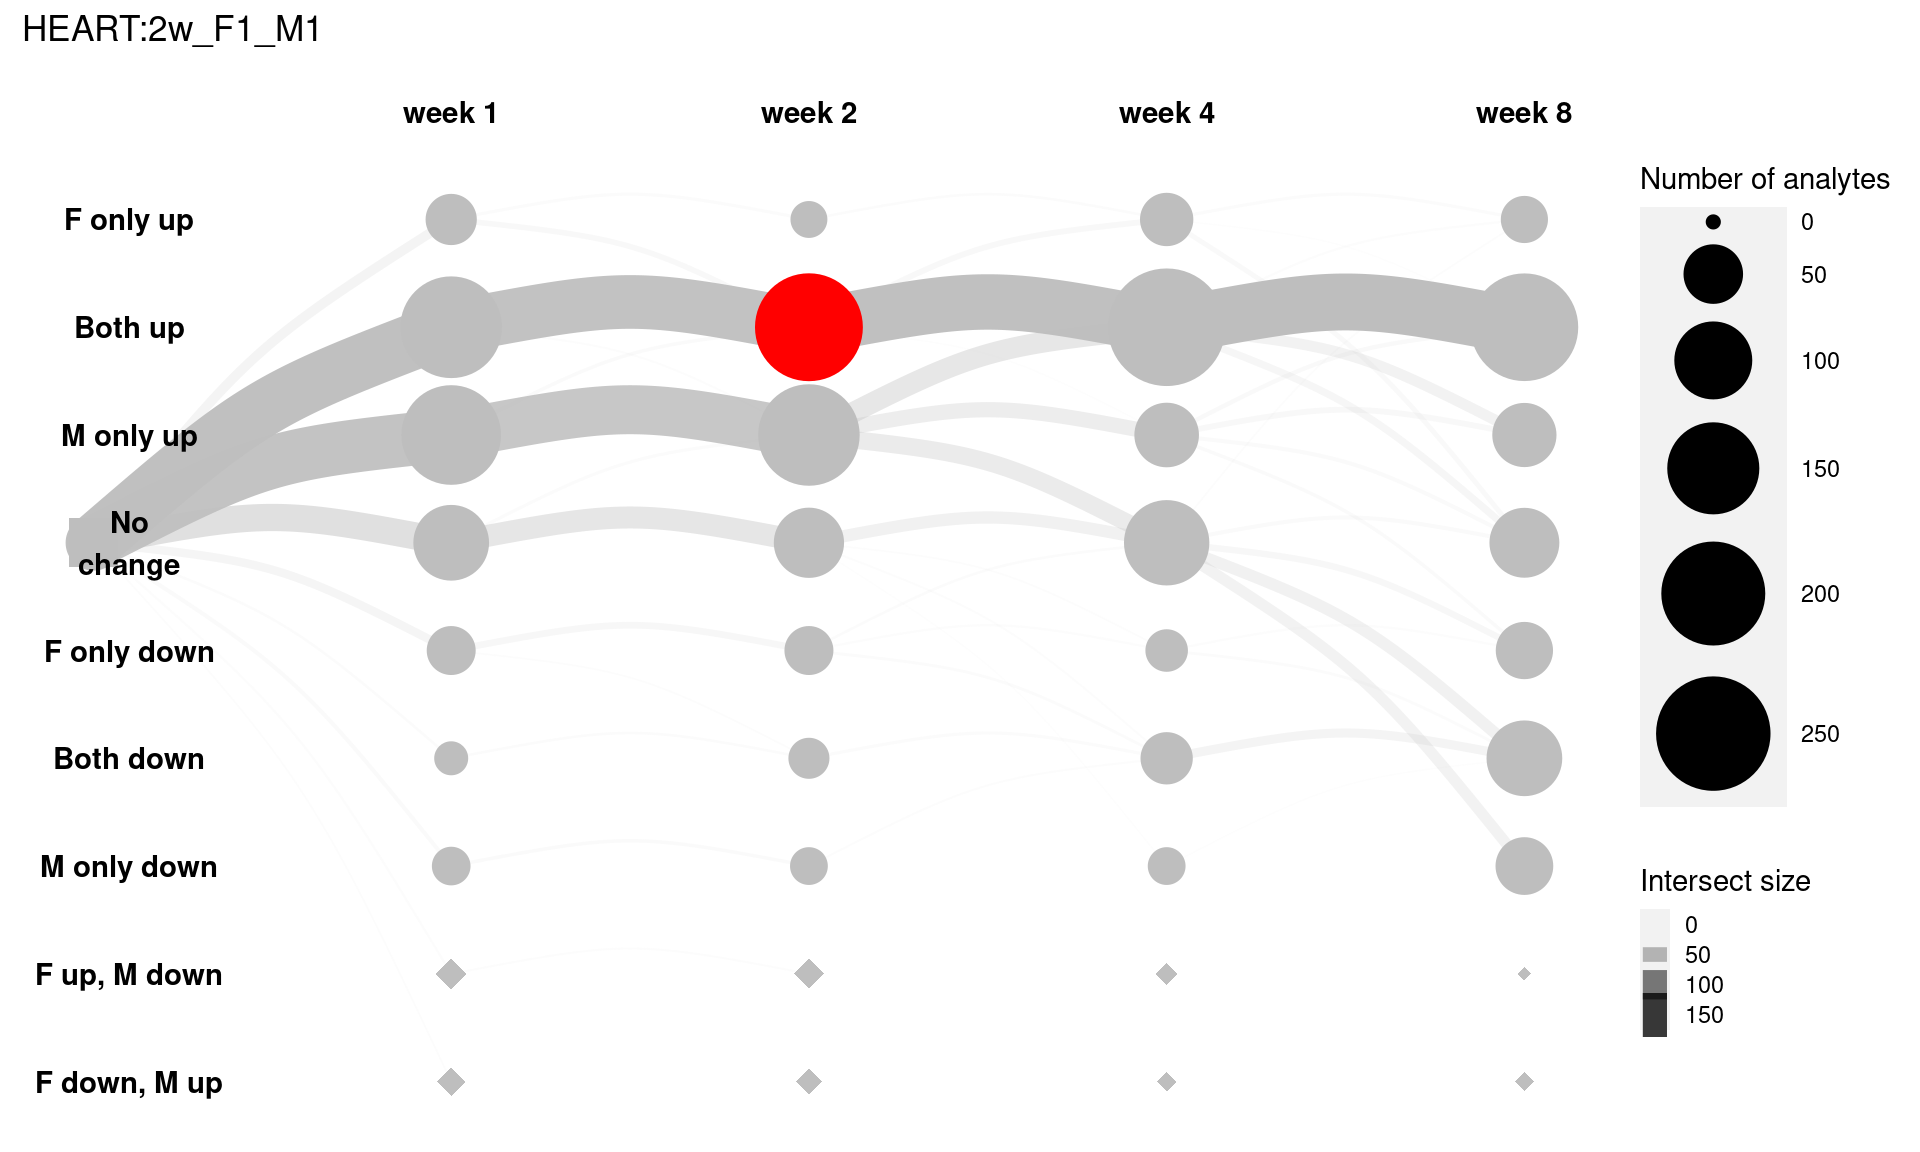 HEART:2w_F1_M1
week 1
week 2
week 4
week 8
F only up
Both up
M only up
No
change
F only down
Both down
M only down
F up, M down
F down, M up
Number of analytes
0
50
100
150
200
250
Intersect size
0
50
100
150